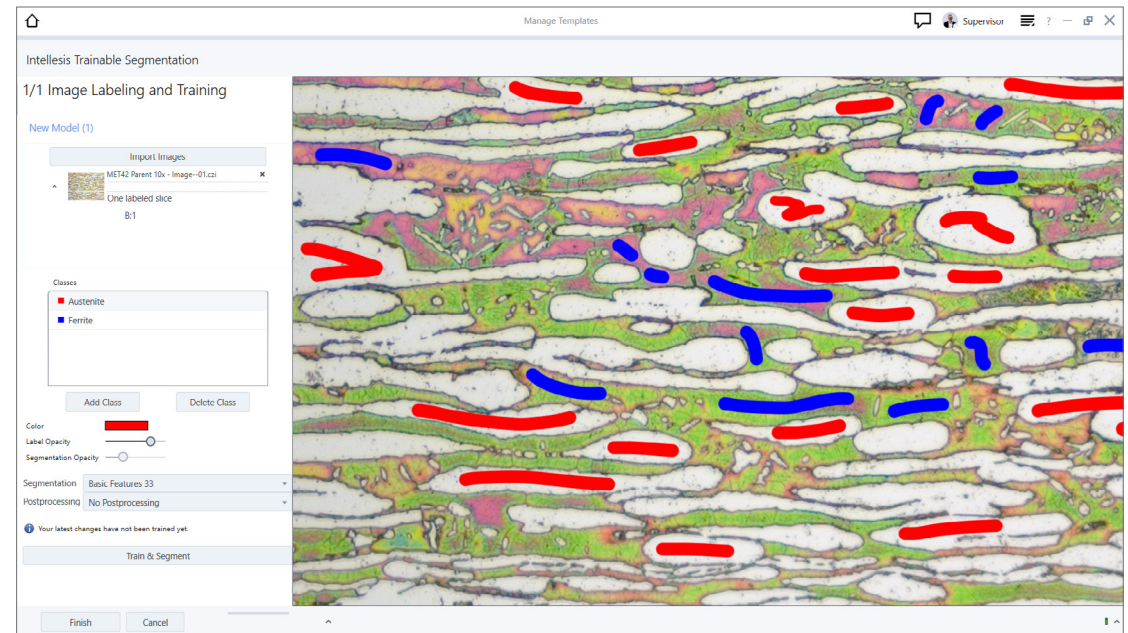 Manage Templates
Supervisor
?
Intellesis Trainable Segmentation
1/1 Image Labeling and Training
New Model (1)
Import Images
MET42 Parent 10x - Image--01.czi
One labeled slice
B:1
Classes
Austenite
Ferrite
Add Class
Delete Class
Color
Label Opacity
Segmentation Opacity
Segmentation
Basic Features 33
Postprocessing
No Postprocessing
Your latest changes have not been trained yet.
Train & Segment
Finish
Cancel